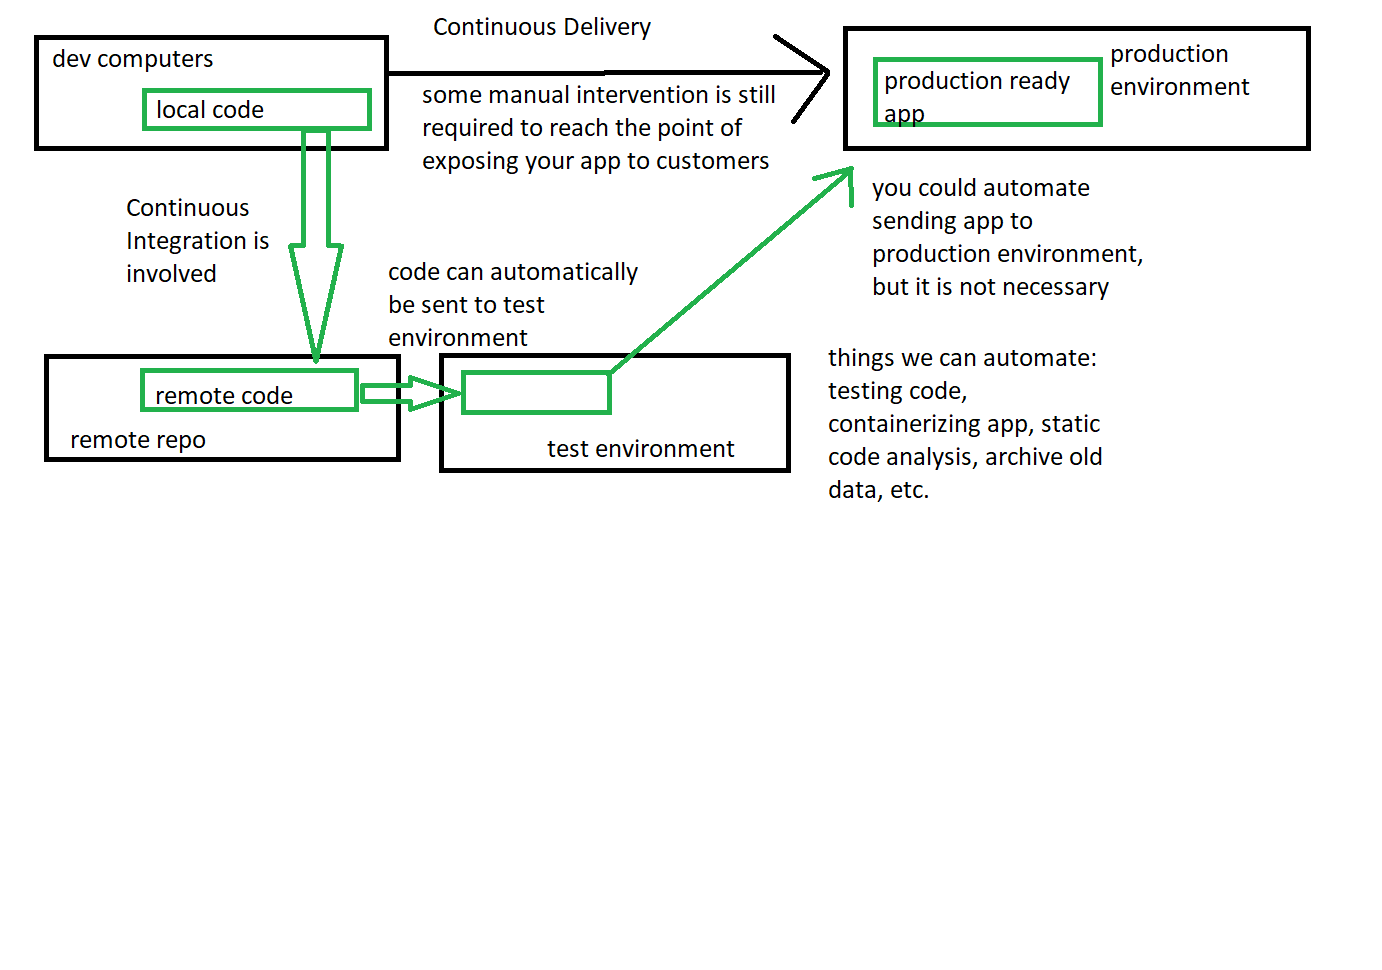 Continuous Delivery
dev computers
local code
some manual intervention is still
required to reach the point of
exposing your app to customers
production ready
app
production
environment
Continuous
Integration is
involved
code can automatically
be sent to test
environment
you could automate
sending app to
production environment,
but it is not necessary
remote code
remote repo
test environment
things we can automate:
testing code,
containerizing app, static
code analysis, archive old
data, etc.